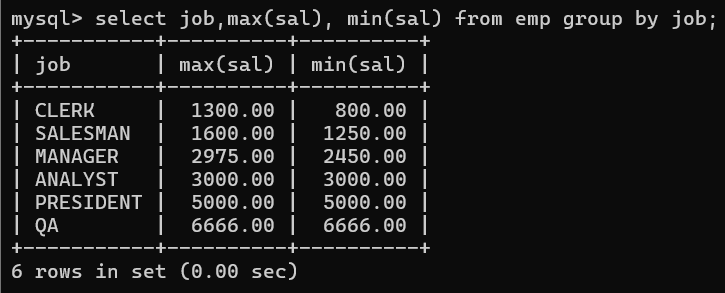 mysql> select job,max(sal), min(sal) from emp group by job;
+-----------+----------+----------+
| job       | max(sal) | min(sal) |
+-----------+----------+----------+
| CLERK     |  1300.00 |   800.00 |
| SALESMAN  |  1600.00 |  1250.00 |
| MANAGER   |  2975.00 |  2450.00 |
| ANALYST   |  3000.00 |  3000.00 |
| PRESIDENT |  5000.00 |  5000.00 |
| QA        |  6666.00 |  6666.00 |
+-----------+----------+----------+
6 rows in set (0.00 sec)